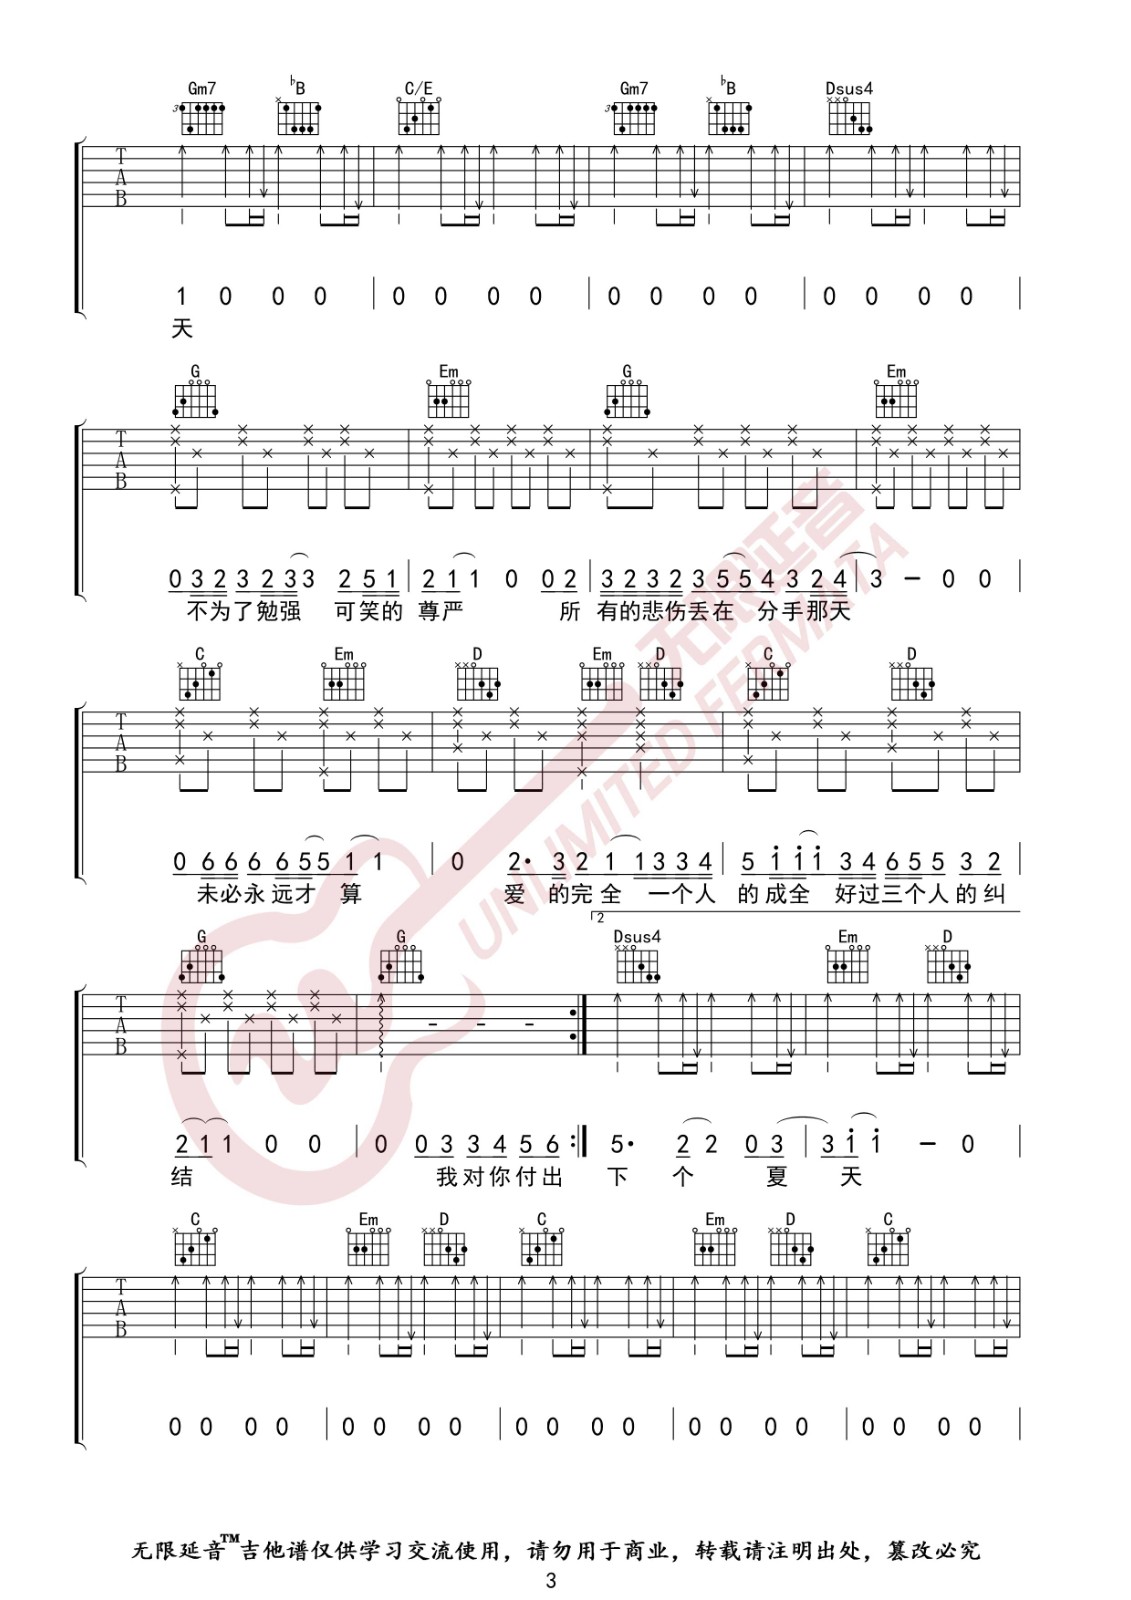 Gm7 ♭B C/E Gm7 ♭B Dsus4
3 3
T
A
B
1 0 0 0 | 0 0 0 0 | 0 0 0 0 | 0 0 0 0
天
G Em G Em
T
A
B
0 3 2 3 2 3 3 2 5 1 | 2 1 1 0 0 2 | 3 2 3 2 3 5 5 4 3 2 4 | 3 － 0 0
不为了勉强 可笑的 尊严 所 有的悲伤丢在 分手那天
C Em D Em D C D
T
A
B
0 6 6 6 6 5 5 1 1 | 0 2· 3 2 1 1 3 3 4 | 5 i i i 3 4 6 5 5 3 2
未必永远才 算 爱 的完全 一个人 的成全 好过三个人的纠
2
G G Dsus4 Em D
T
A
B
2 1 1 0 0 | 0 0 3 3 4 5 6 :| 5· 2 2 0 3 | 3 i i － 0
结 我对你付出 下 个 夏 天
C Em D C Em D C
T
A
B
0 0 0 0 | 0 0 0 0 | 0 0 0 0 | 0 0 0 0 | 0 0 0 0
无限延音
UNLIMITED FERMATA
无限延音™吉他谱仅供学习交流使用，请勿用于商业，转载请注明出处，篡改必究
3